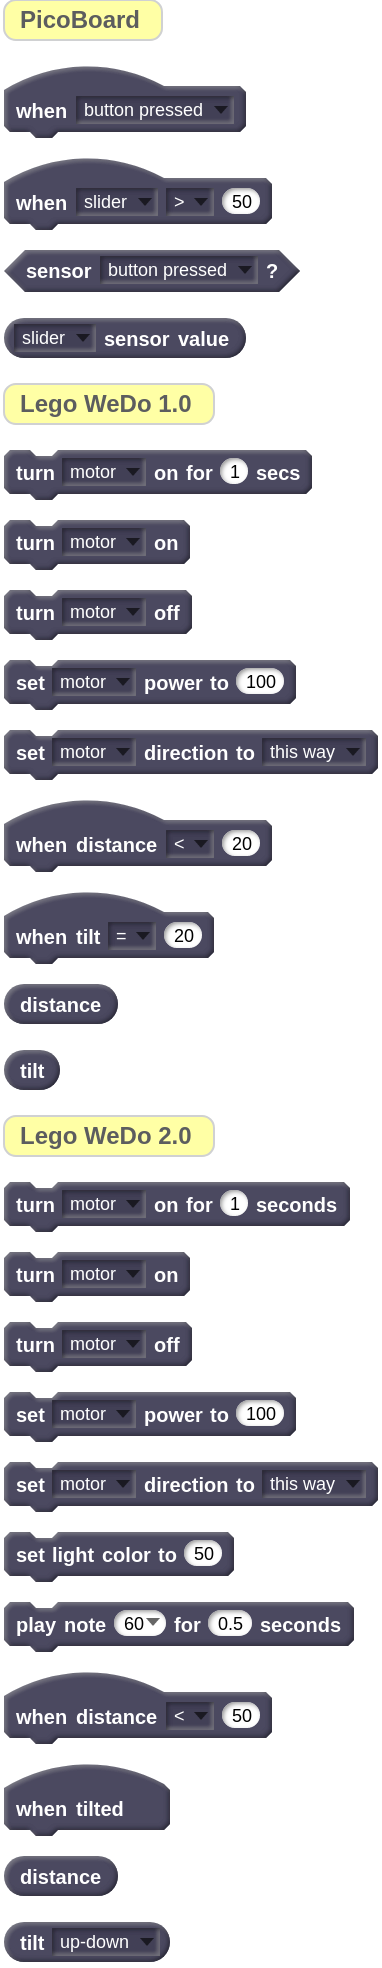 PicoBoard
when button pressed
when slider > 50
sensor button pressed ?
slider sensor value
Lego WeDo 1.0
turn motor on for 1 secs
turn motor on
turn motor off
set motor power to 100
set motor direction to this way
when distance < 20
when tilt = 20
distance
tilt
Lego WeDo 2.0
turn motor on for 1 seconds
turn motor on
turn motor off
set motor power to 100
set motor direction to this way
set light color to 50
play note 60 for 0.5 seconds
when distance < 50
when tilted
distance
tilt up-down